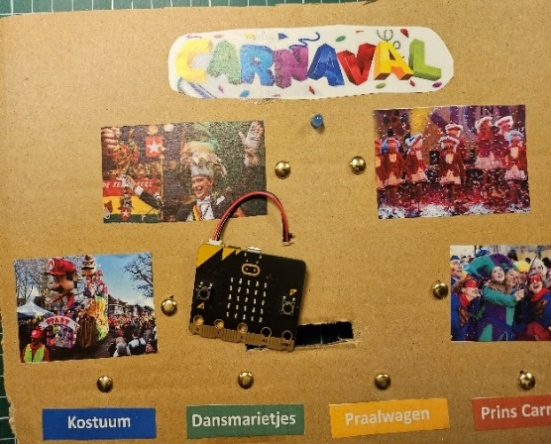 CARNAVAL
Kostuum
Dansmarietjes
Praalwagen
Prins Carn